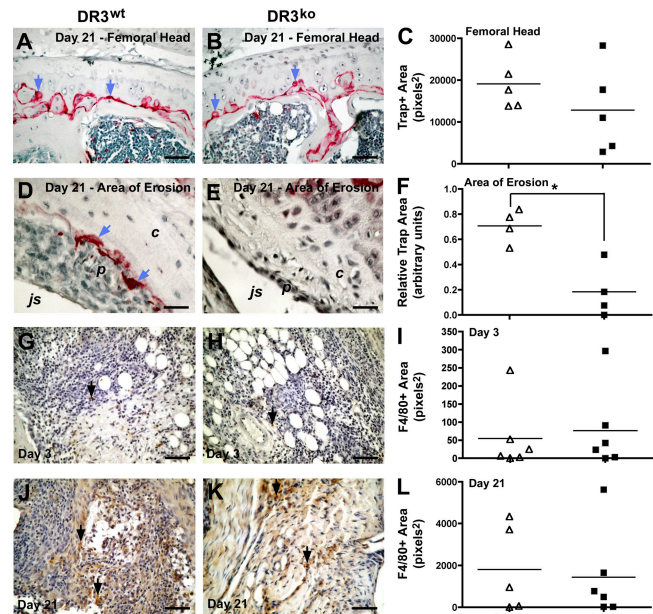 DR3wt DR3ko
A Day 21 - Femoral Head
B Day 21 - Femoral Head
C Femoral Head
Trap+ Area
(pixels2)
30000
20000
10000
0
D Day 21 - Area of Erosion
c
p
js
E Day 21 - Area of Erosion
c
p
js
F Area of Erosion
*
Relative Trap Area
(arbitrary units)
1.0
0.8
0.6
0.4
0.2
0.0
G
Day 3
H
Day 3
I Day 3
F4/80+ Area
(pixels2)
350
300
250
200
150
100
50
0
J
Day 21
K
Day 21
L Day 21
F4/80+ Area
(pixels2)
6000
4000
2000
0